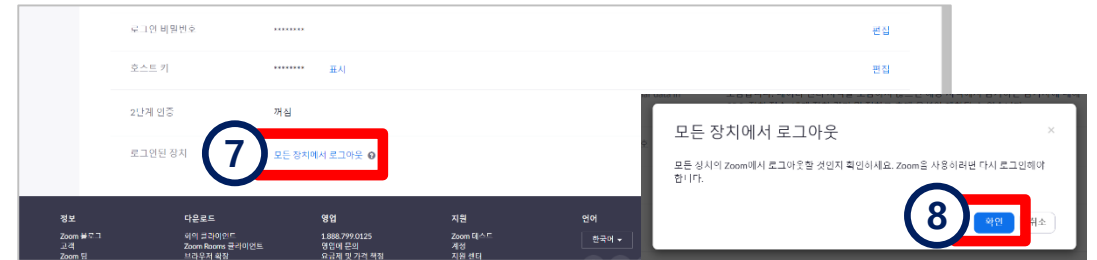 로그인 비밀번호 ******** 편집
호스트 키 ******** 표시 편집
2단계 인증 꺼짐
로그인된 장치 7 모든 장치에서 로그아웃
정보 다운로드 영업 지원 언어
Zoom 블로그 회의 클라이언트 1.888.799.0125 Zoom 테스트 한국어
고객 Zoom Rooms 클라이언트 영업에 문의 계정
Zoom 팀 브라우저 확장 요금제 및 가격 책정 지원 센터
모든 장치에서 로그아웃 ×
모든 장치의 Zoom에서 로그아웃할 것인지 확인하세요. Zoom을 사용하려면 다시 로그인해야
합니다.
8 확인 취소